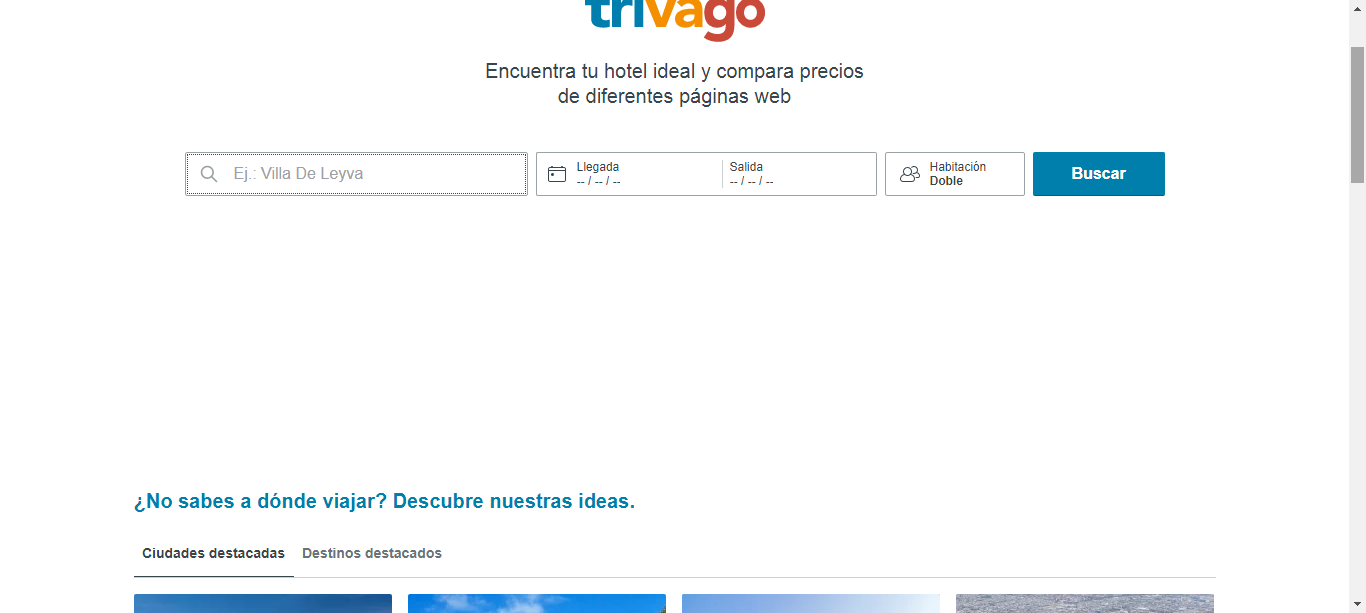 trivago
Encuentra tu hotel ideal y compara precios
de diferentes páginas web
Ej.: Villa De Leyva
Llegada
-- / -- / --
Salida
-- / -- / --
Habitación
Doble
Buscar
¿No sabes a dónde viajar? Descubre nuestras ideas.
Ciudades destacadas
Destinos destacados